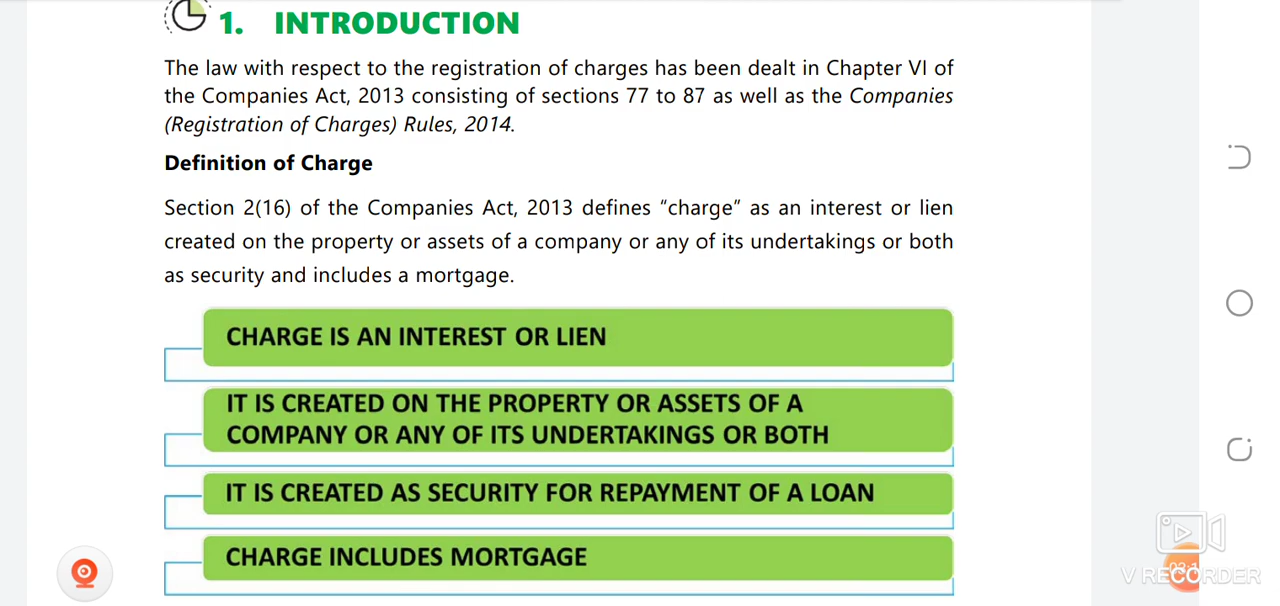 1. INTRODUCTION
The law with respect to the registration of charges has been dealt in Chapter VI of
the Companies Act, 2013 consisting of sections 77 to 87 as well as the Companies
(Registration of Charges) Rules, 2014.
Definition of Charge
Section 2(16) of the Companies Act, 2013 defines “charge” as an interest or lien
created on the property or assets of a company or any of its undertakings or both
as security and includes a mortgage.
CHARGE IS AN INTEREST OR LIEN
IT IS CREATED ON THE PROPERTY OR ASSETS OF A
COMPANY OR ANY OF ITS UNDERTAKINGS OR BOTH
IT IS CREATED AS SECURITY FOR REPAYMENT OF A LOAN
CHARGE INCLUDES MORTGAGE
V RECORDER